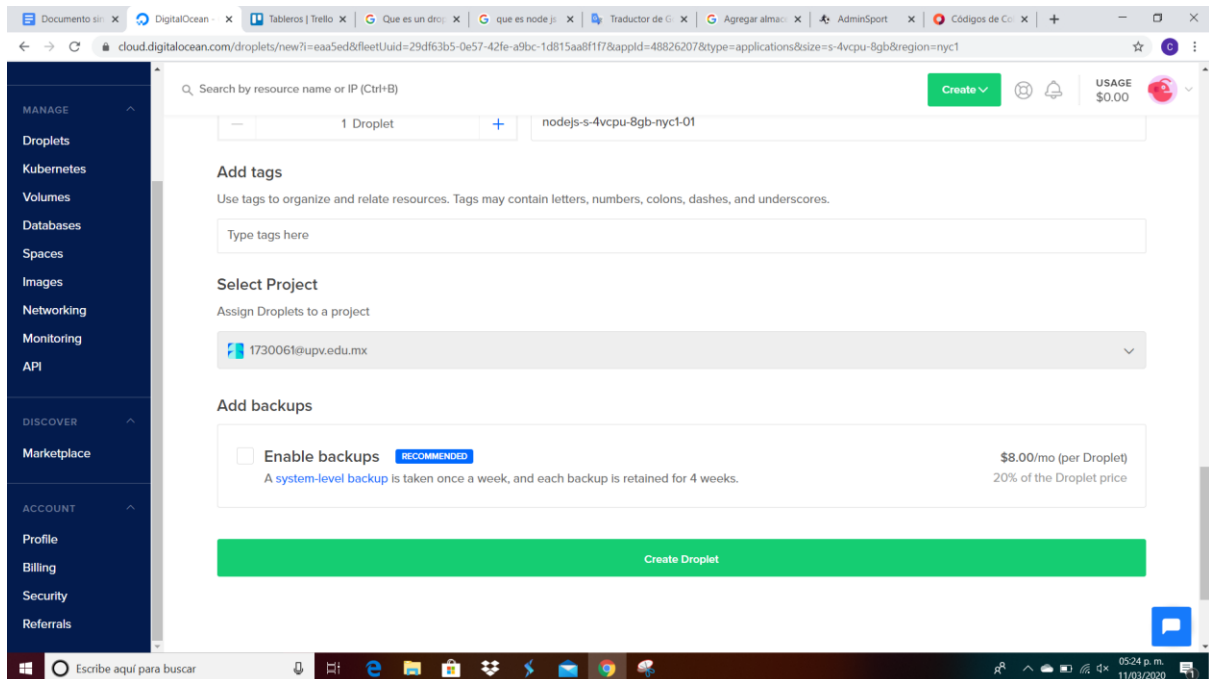 Documento sin
DigitalOcean -
Tableros | Trello
Que es un drop
que es node js
Traductor de G
Agregar almac
AdminSport
Códigos de Co
cloud.digitalocean.com/droplets/new?i=eaa5ed&fleetUuid=29df63b5-0e57-42fe-a9bc-1d815aa8f1f7&appId=48826207&type=applications&size=s-4vcpu-8gb&region=nyc1
C
Search by resource name or IP (Ctrl+B)
Create
USAGE
$0.00
MANAGE
Droplets
Kubernetes
Volumes
Databases
Spaces
Images
Networking
Monitoring
API
DISCOVER
Marketplace
ACCOUNT
Profile
Billing
Security
Referrals
1 Droplet
nodejs-s-4vcpu-8gb-nyc1-01
Add tags
Use tags to organize and relate resources. Tags may contain letters, numbers, colons, dashes, and underscores.
Type tags here
Select Project
Assign Droplets to a project
1730061@upv.edu.mx
Add backups
Enable backups RECOMMENDED
$8.00/mo (per Droplet)
A system-level backup is taken once a week, and each backup is retained for 4 weeks.
20% of the Droplet price
Create Droplet
Escribe aquí para buscar
05:24 p. m.
11/03/2020